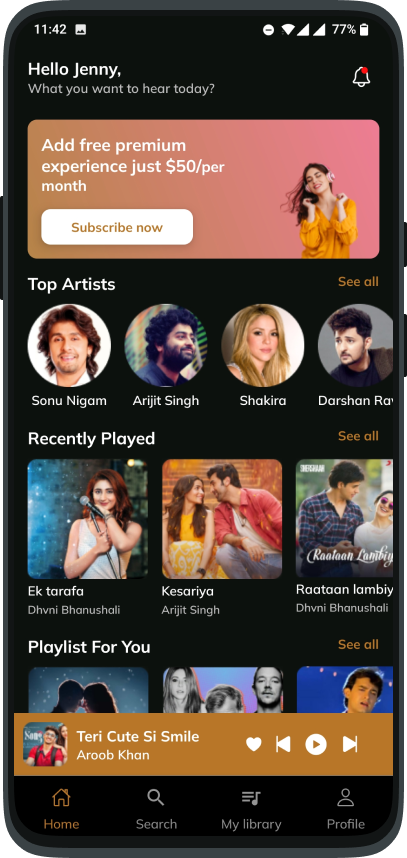 11:42
77%
Hello Jenny,
What you want to hear today?
Add free premium
experience just $50/per
month
Subscribe now
Top Artists
See all
Sonu Nigam
Arijit Singh
Shakira
Darshan Rav
Recently Played
See all
Raataan Lambiy
Ek tarafa
Kesariya
Raataan lambiy
Dhvni Bhanushali
Arijit Singh
Dhvni Bhanushali
Playlist For You
See all
Teri Cute Si Smile
Aroob Khan
Home
Search
My library
Profile